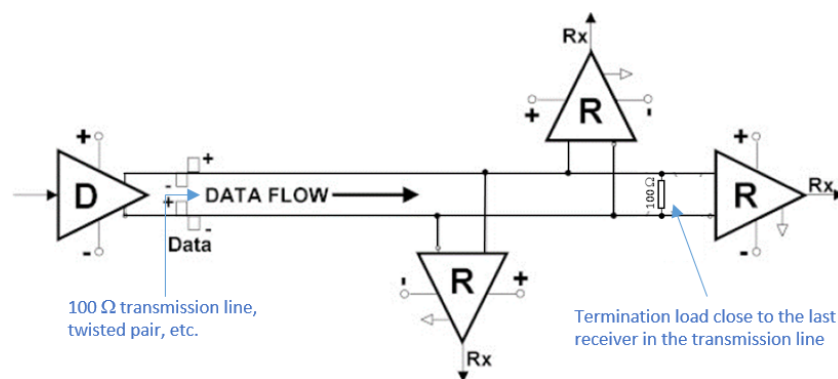 Rx
+
R
-
+
D
-
+
-
+
-
DATA FLOW
Data
100 Ω
+
R
-
Rx
-
R
+
Rx
100 Ω transmission line,
twisted pair, etc.
Termination load close to the last
receiver in the transmission line